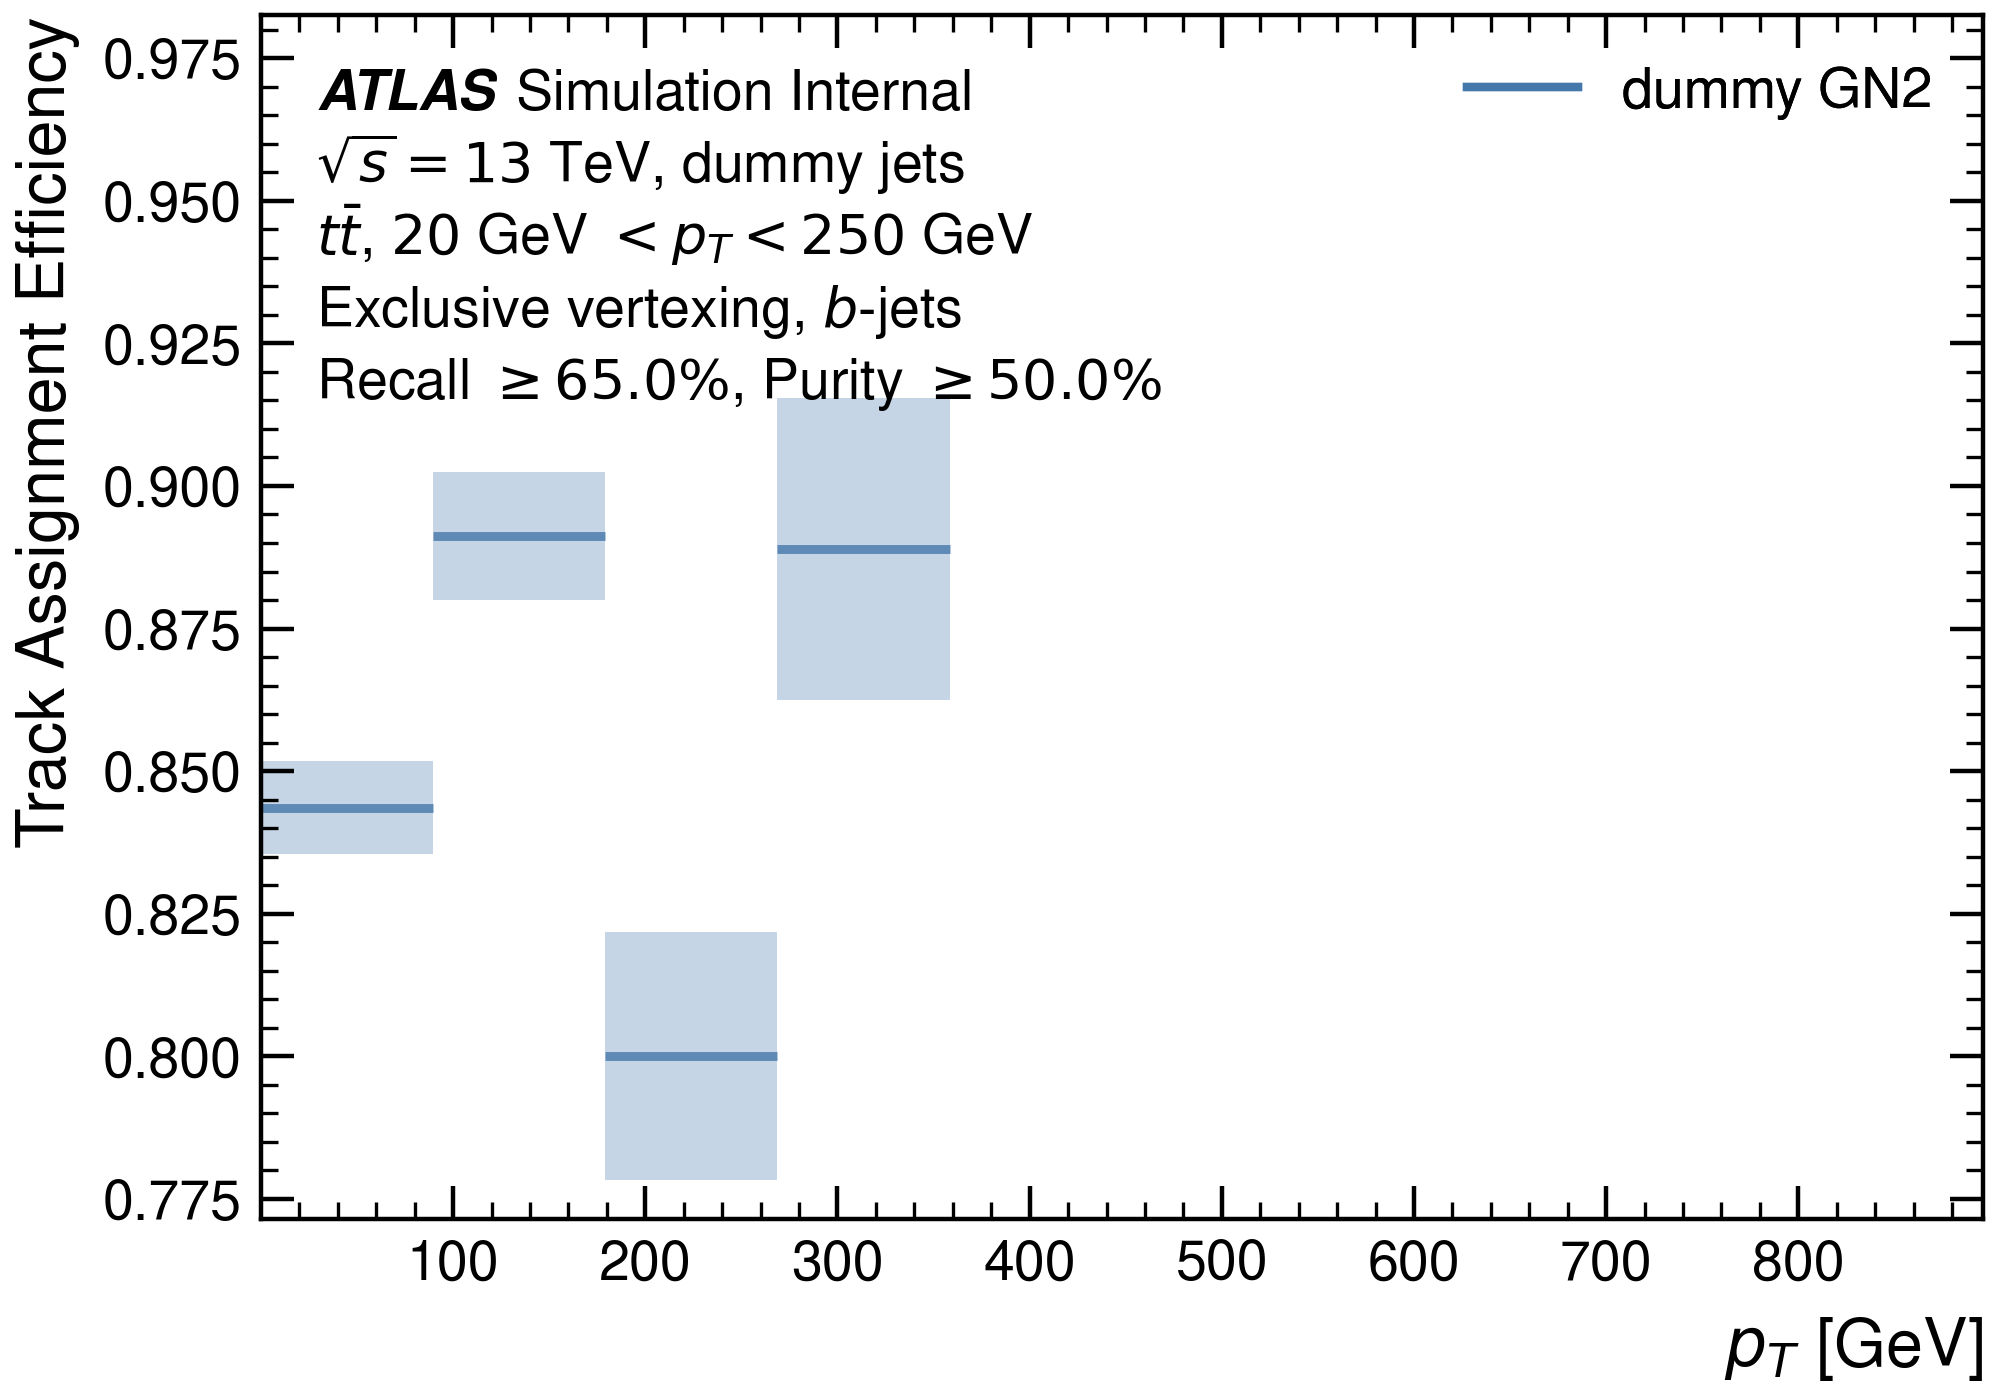 Track Assignment Efficiency
0.975
0.950
0.925
0.900
0.875
0.850
0.825
0.800
0.775
ATLAS Simulation Internal
√s = 13 TeV, dummy jets
tt̄, 20 GeV < p_T < 250 GeV
Exclusive vertexing, b-jets
Recall ≥ 65.0%, Purity ≥ 50.0%
dummy GN2
100 200 300 400 500 600 700 800
p_T [GeV]